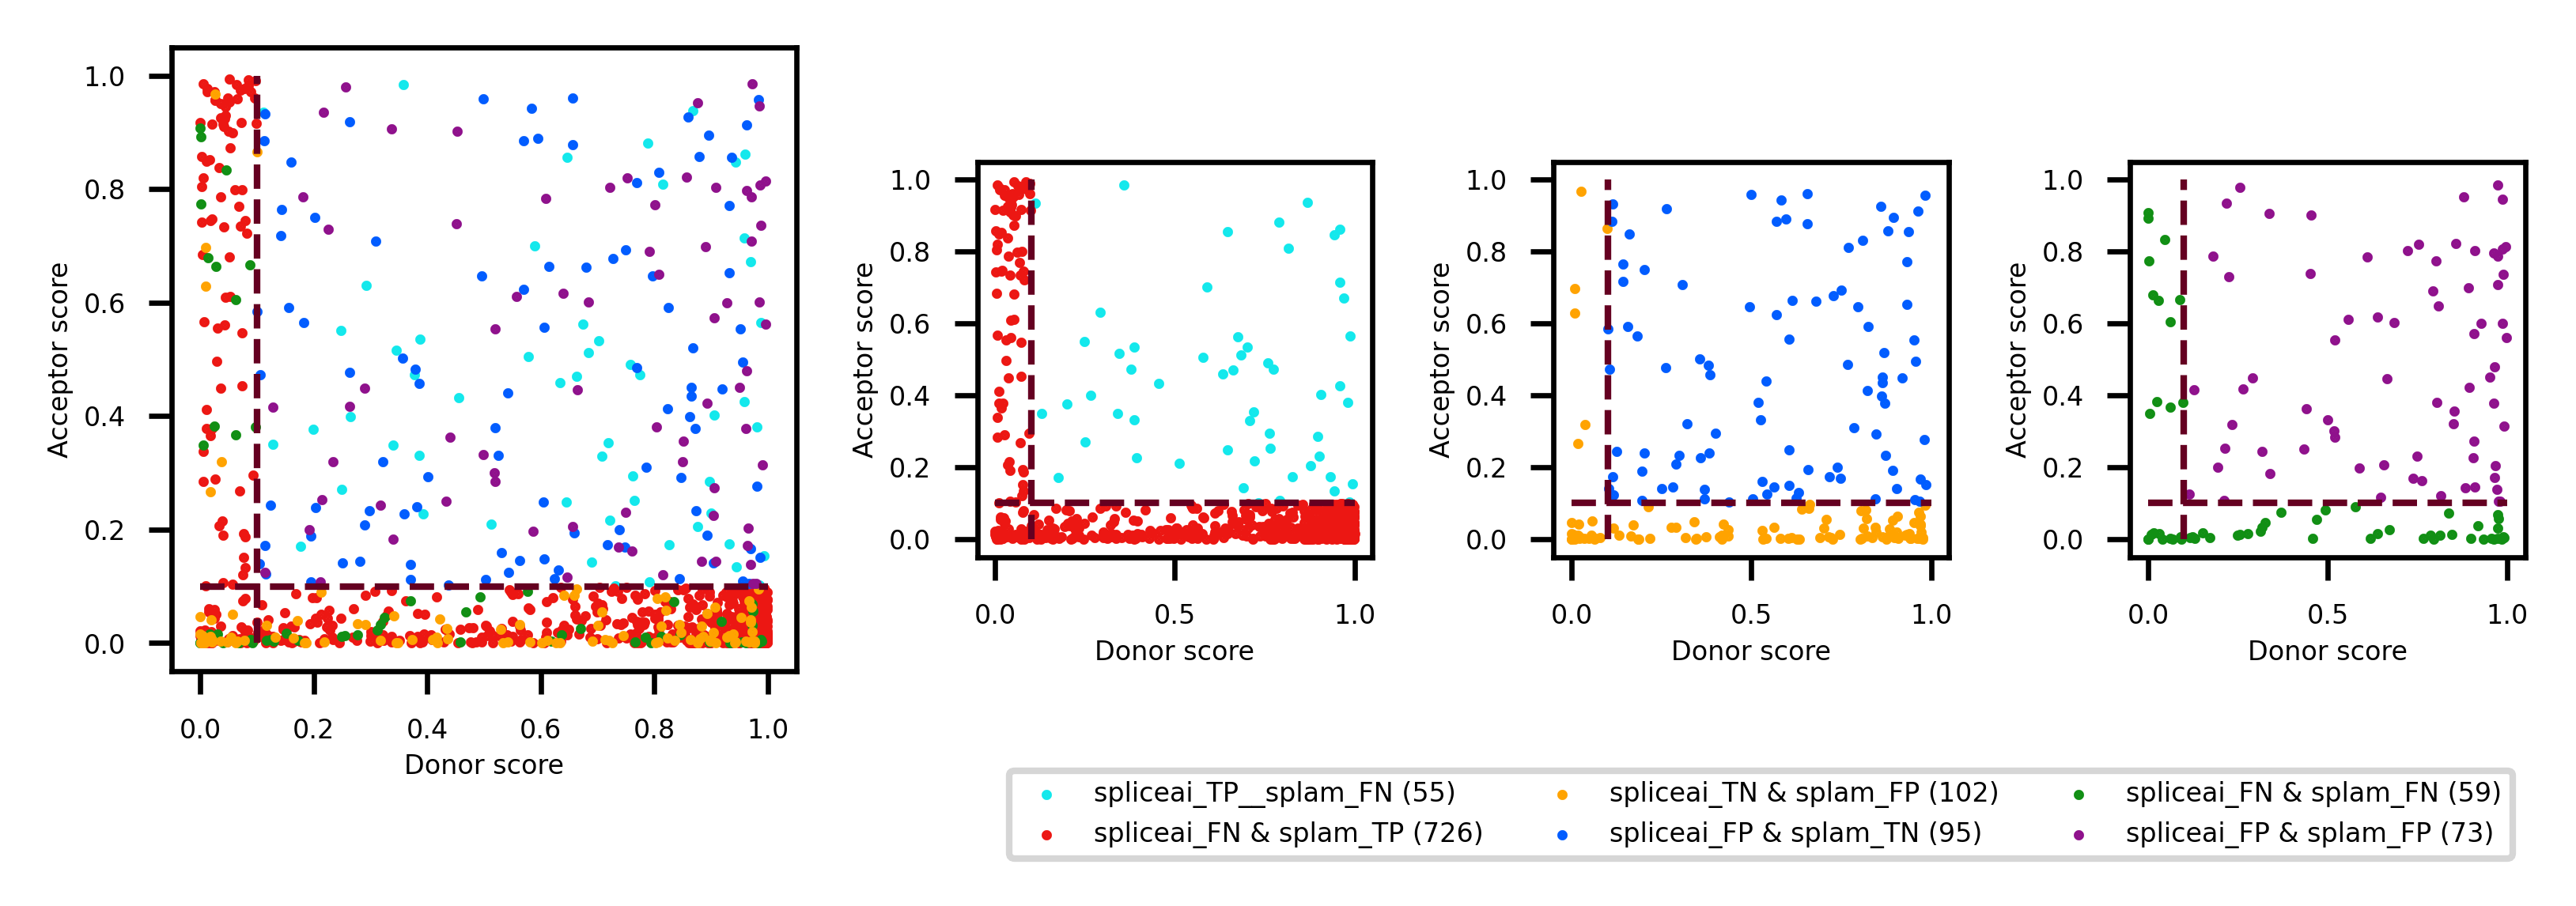 1.0
0.8
0.6
0.4
0.2
0.0
Acceptor score
0.0 0.2 0.4 0.6 0.8 1.0
Donor score
1.0
0.8
0.6
0.4
0.2
0.0
Acceptor score
0.0 0.5 1.0
Donor score
1.0
0.8
0.6
0.4
0.2
0.0
Acceptor score
0.0 0.5 1.0
Donor score
1.0
0.8
0.6
0.4
0.2
0.0
Acceptor score
0.0 0.5 1.0
Donor score
spliceai_TP__splam_FN (55)
spliceai_FN & splam_TP (726)
spliceai_TN & splam_FP (102)
spliceai_FP & splam_TN (95)
spliceai_FN & splam_FN (59)
spliceai_FP & splam_FP (73)